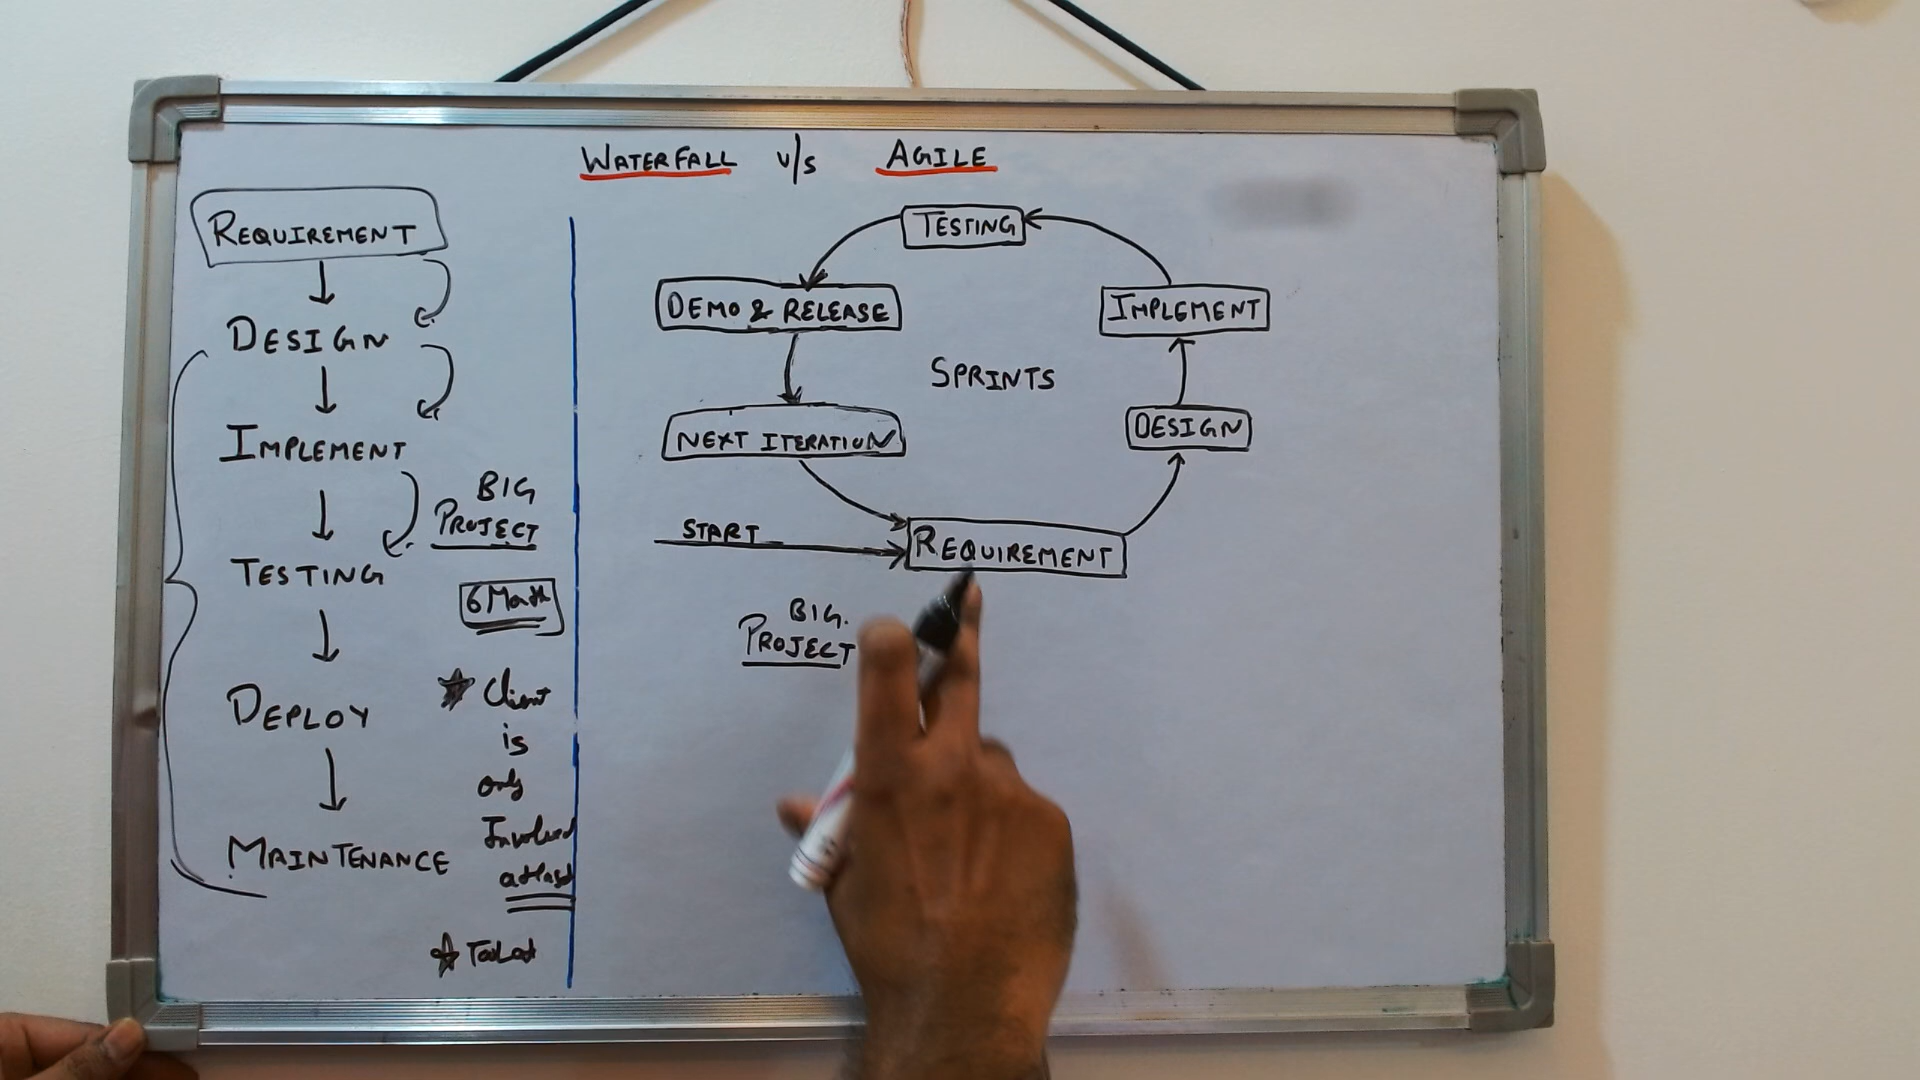 WATERFALL v/s AGILE
REQUIREMENT
DESIGN
IMPLEMENT
TESTING
DEPLOY
MAINTENANCE
BIG
PROJECT
6 Month
Client
is
only
Involved
at last
TESTING
DEMO & RELEASE
IMPLEMENT
SPRINTS
NEXT ITERATION
DESIGN
START
REQUIREMENT
BIG.
PROJECT